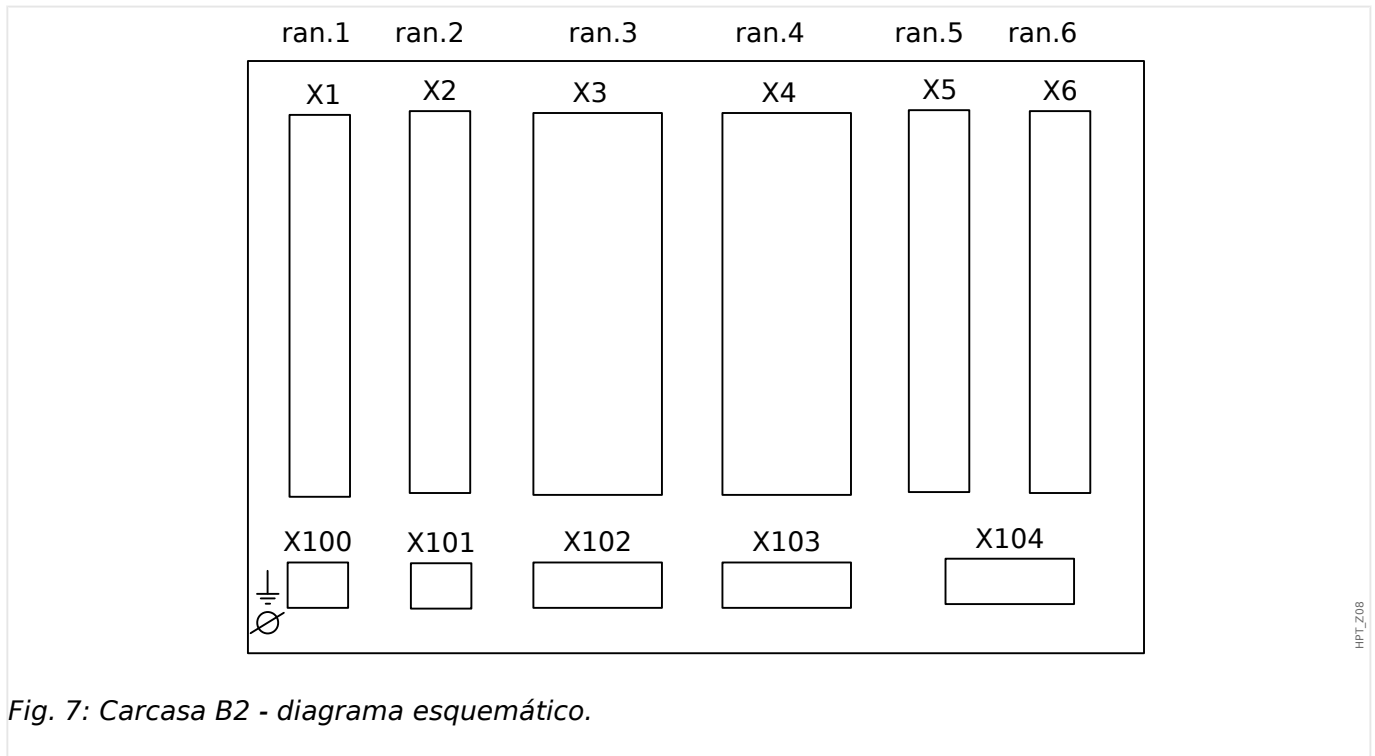 ran.1 ran.2 ran.3 ran.4 ran.5 ran.6
X1 X2 X3 X4 X5 X6
X100 X101 X102 X103 X104
HPT_Z08
Fig. 7: Carcasa B2 - diagrama esquemático.